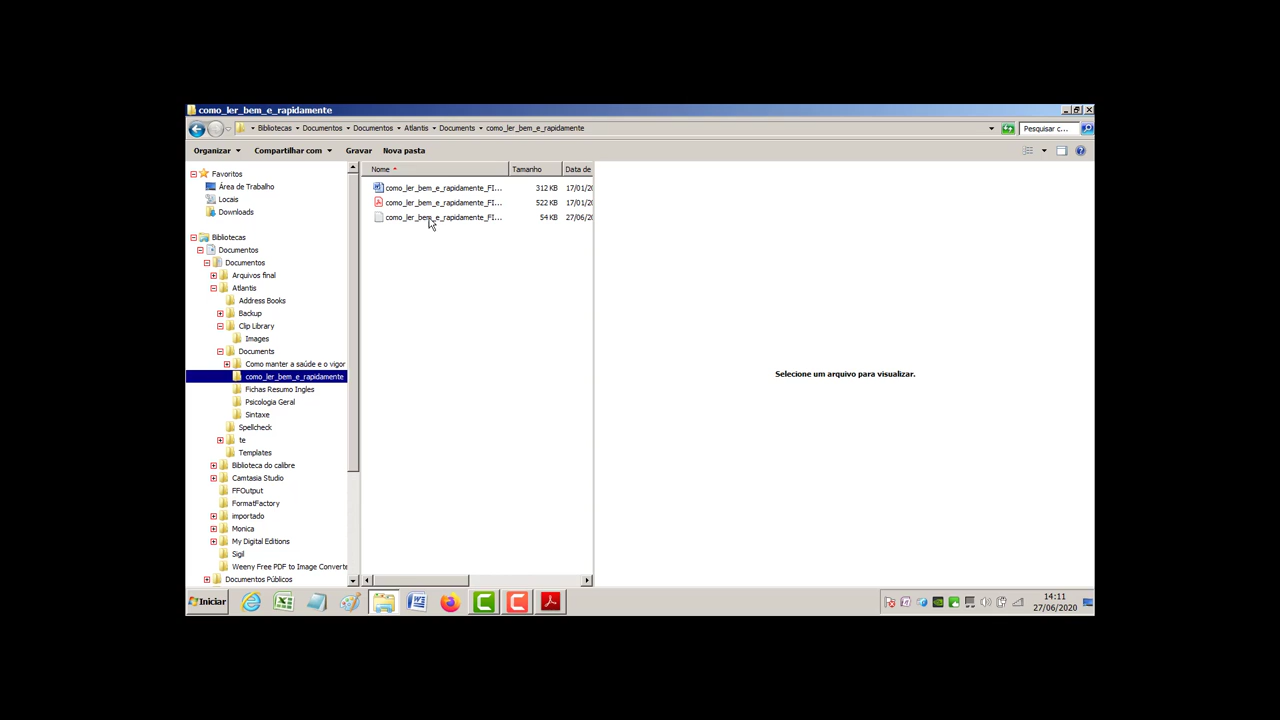 como_ler_bem_e_rapidamente
Bibliotecas Documentos Documentos Atlantis Documents como_ler_bem_e_rapidamente
Pesquisar c...
Organizar Compartilhar com Gravar Nova pasta
Favoritos
Área de Trabalho
Locais
Downloads
Bibliotecas
Documentos
Documentos
Arquivos final
Atlantis
Address Books
Backup
Clip Library
Images
Documents
Como manter a saúde e o vigor
como_ler_bem_e_rapidamente
Fichas Resumo Ingles
Psicologia Geral
Sintaxe
Spellcheck
te
Templates
Biblioteca do calibre
Camtasia Studio
FFOutput
FormatFactory
importado
Monica
My Digital Editions
Sigil
Weeny Free PDF to Image Converte
Documentos Públicos
Nome Tamanho Data de
como_ler_bem_e_rapidamente_FI... 312 KB 17/01/20
como_ler_bem_e_rapidamente_FI... 522 KB 17/01/20
como_ler_bem_e_rapidamente_FI... 54 KB 27/06/20
Selecione um arquivo para visualizar.
Iniciar
14:11
27/06/2020